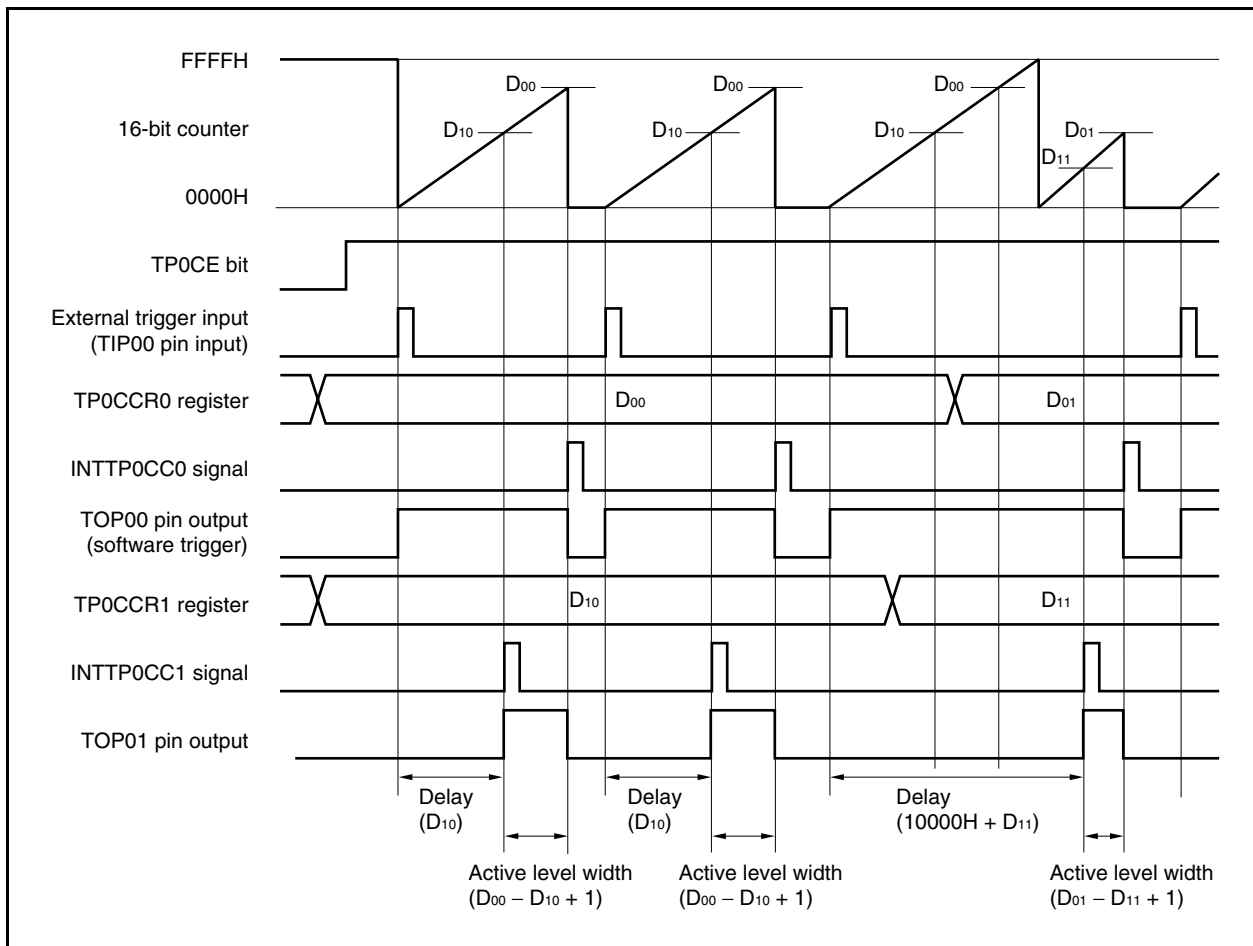 FFFFH
D00
D00
D00
16-bit counter
D10
D10
D10
D01
D11
0000H
TP0CE bit
External trigger input
(TIP00 pin input)
TP0CCR0 register
D00
D01
INTTP0CC0 signal
TOP00 pin output
(software trigger)
TP0CCR1 register
D10
D11
INTTP0CC1 signal
TOP01 pin output
Delay
(D10)
Delay
(D10)
Delay
(10000H + D11)
Active level width
(D00 − D10 + 1)
Active level width
(D00 − D10 + 1)
Active level width
(D01 − D11 + 1)